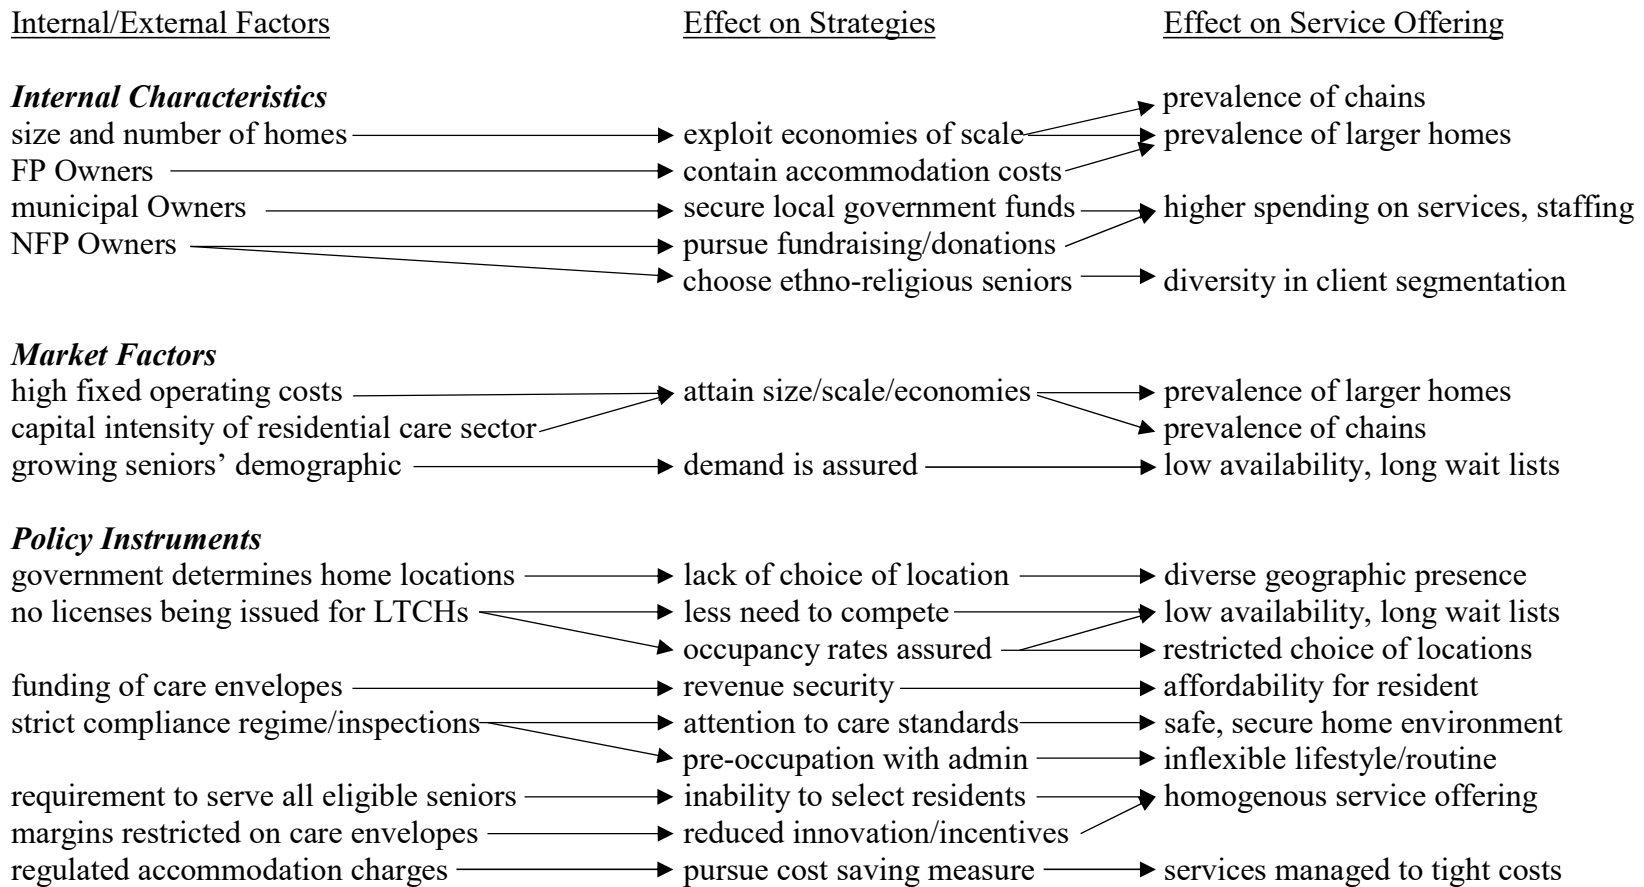 Internal/External Factors Effect on Strategies Effect on Service Offering
Internal Characteristics prevalence of chains
size and number of homes exploit economies of scale prevalence of larger homes
FP Owners contain accommodation costs
municipal Owners secure local government funds higher spending on services, staffing
NFP Owners pursue fundraising/donations
choose ethno-religious seniors diversity in client segmentation
Market Factors
high fixed operating costs attain size/scale/economies prevalence of larger homes
capital intensity of residential care sector prevalence of chains
growing seniors’ demographic demand is assured low availability, long wait lists
Policy Instruments
government determines home locations lack of choice of location diverse geographic presence
no licenses being issued for LTCHs less need to compete low availability, long wait lists
occupancy rates assured restricted choice of locations
funding of care envelopes revenue security affordability for resident
strict compliance regime/inspections attention to care standards safe, secure home environment
pre-occupation with admin inflexible lifestyle/routine
requirement to serve all eligible seniors inability to select residents homogenous service offering
margins restricted on care envelopes reduced innovation/incentives
regulated accommodation charges pursue cost saving measure services managed to tight costs